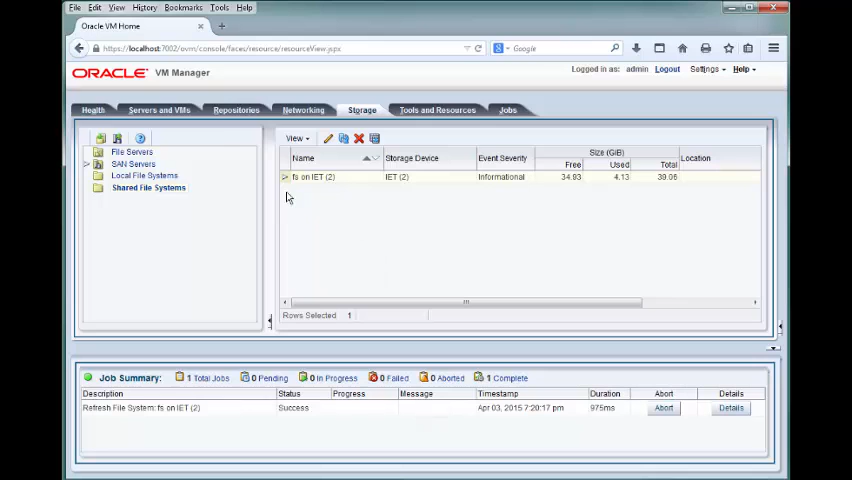 File Edit View History Bookmarks Tools Help
Oracle VM Home
https://localhost:7002/ovm/console/faces/resource/resourceView.jspx
Google
ORACLE VM Manager
Logged in as: admin Logout Settings Help
Health Servers and VMs Repositories Networking Storage Tools and Resources Jobs
File Servers
SAN Servers
Local File Systems
Shared File Systems
View
Name Storage Device Event Severity Size (GiB) Location
Free Used Total
fs on IET (2) IET (2) Informational 34.93 4.13 39.06
Rows Selected 1
Job Summary: 1 Total Jobs 0 Pending 0 In Progress 0 Failed 0 Aborted 1 Complete
Description Status Progress Message Timestamp Duration Abort Details
Refresh File System: fs on IET (2) Success Apr 03, 2015 7:20:17 pm 975ms Abort Details